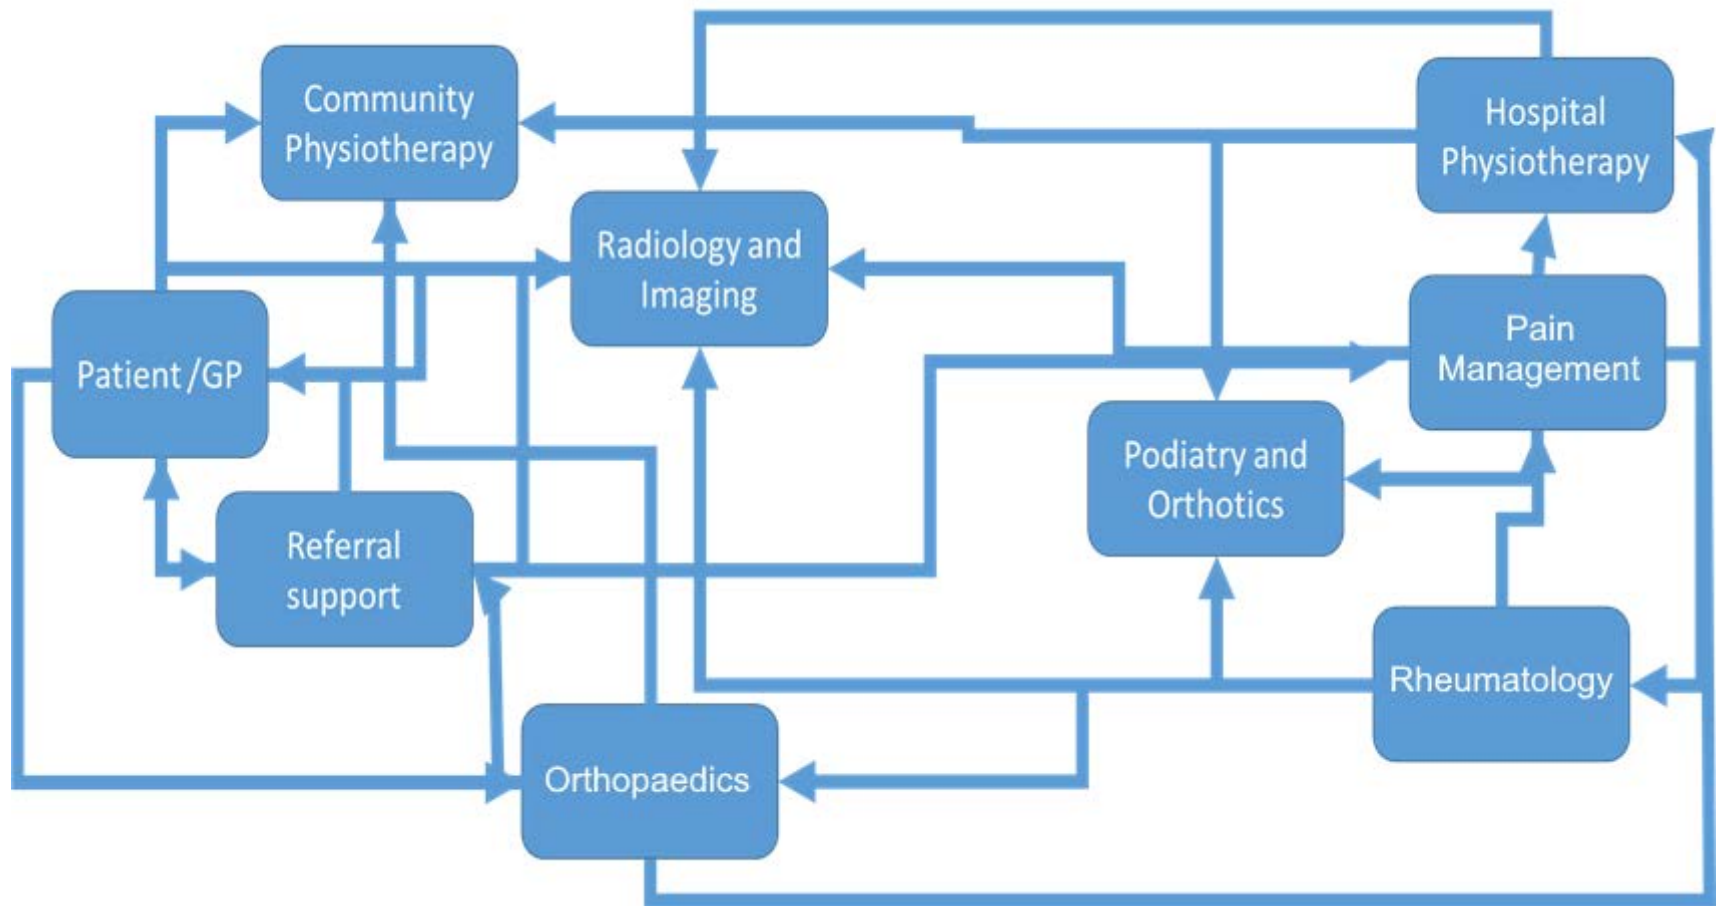 Community
Physiotherapy
Hospital
Physiotherapy
Radiology and
Imaging
Patient /GP
Pain
Management
Podiatry and
Orthotics
Referral
support
Rheumatology
Orthopaedics